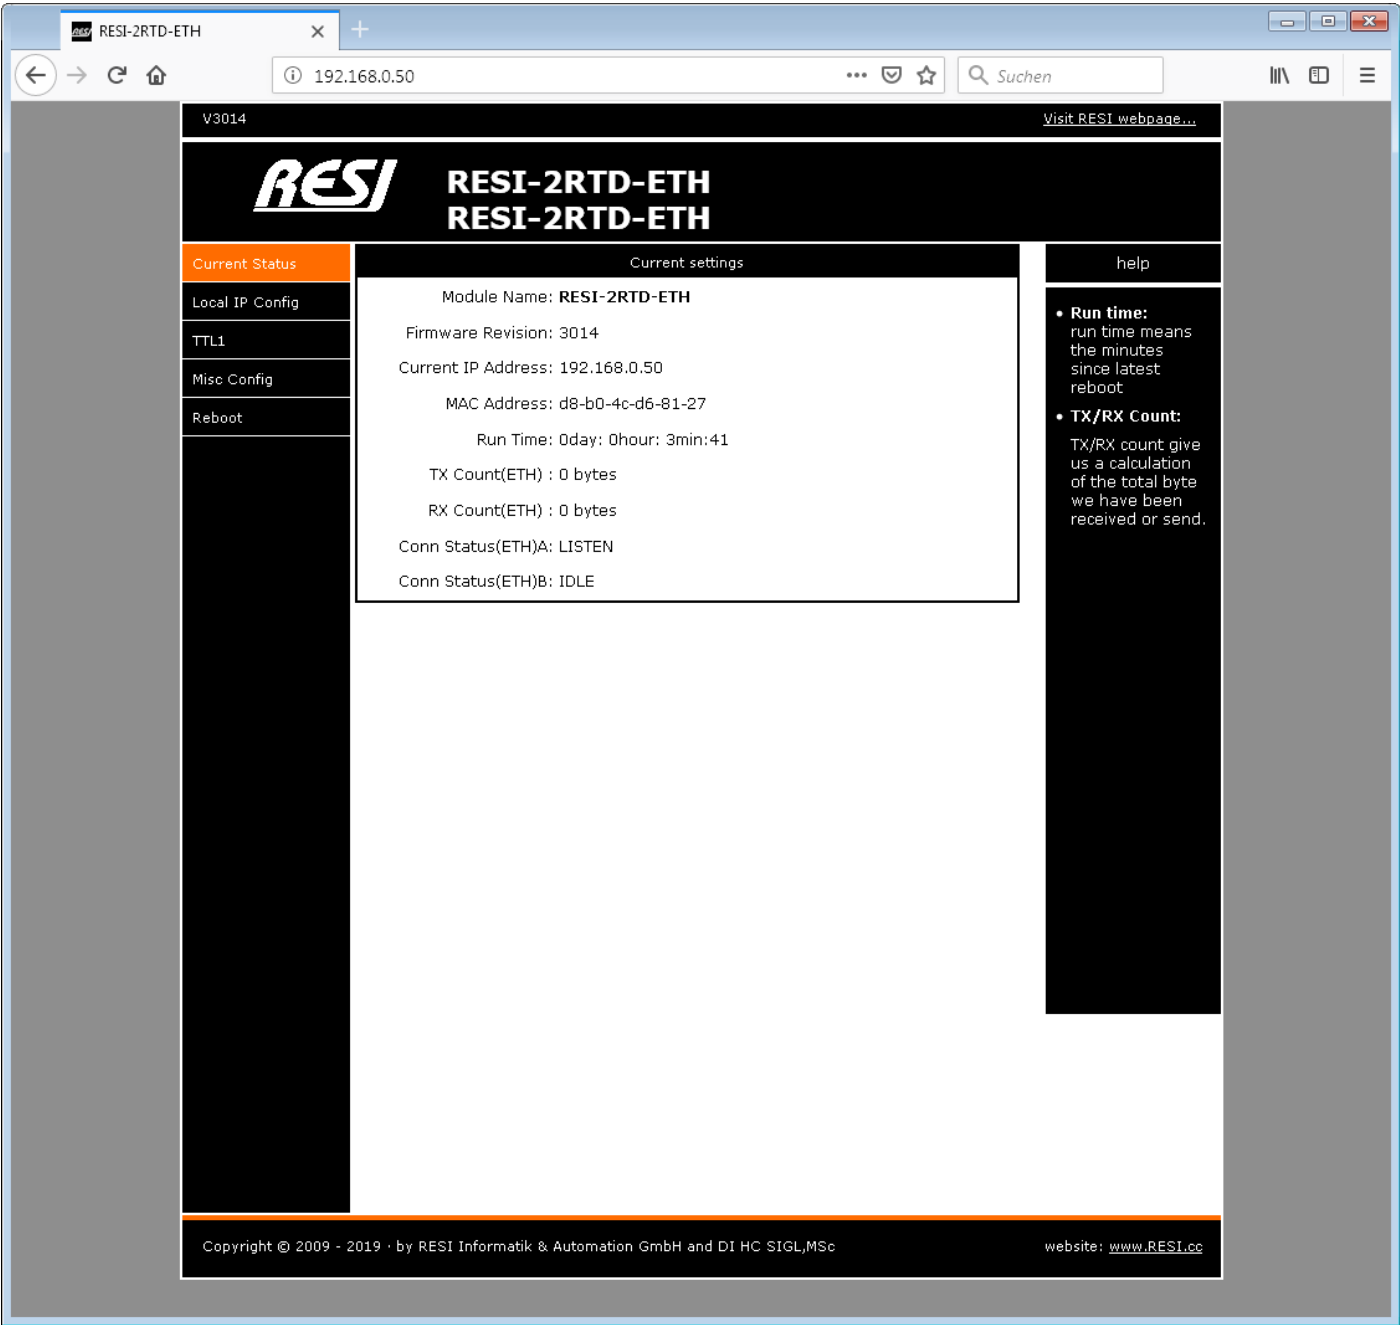 RESI RESI-2RTD-ETH
192.168.0.50
Suchen
V3014
Visit RESI webpage...
RESI
RESI-2RTD-ETH
RESI-2RTD-ETH
Current Status
Local IP Config
TTL1
Misc Config
Reboot
Current settings
Module Name: RESI-2RTD-ETH
Firmware Revision: 3014
Current IP Address: 192.168.0.50
MAC Address: d8-b0-4c-d6-81-27
Run Time: 0day: 0hour: 3min:41
TX Count(ETH) : 0 bytes
RX Count(ETH) : 0 bytes
Conn Status(ETH)A: LISTEN
Conn Status(ETH)B: IDLE
help
• Run time:
run time means
the minutes
since latest
reboot
• TX/RX Count:
TX/RX count give
us a calculation
of the total byte
we have been
received or send.
Copyright © 2009 - 2019 · by RESI Informatik & Automation GmbH and DI HC SIGL,MSc
website: www.RESI.cc